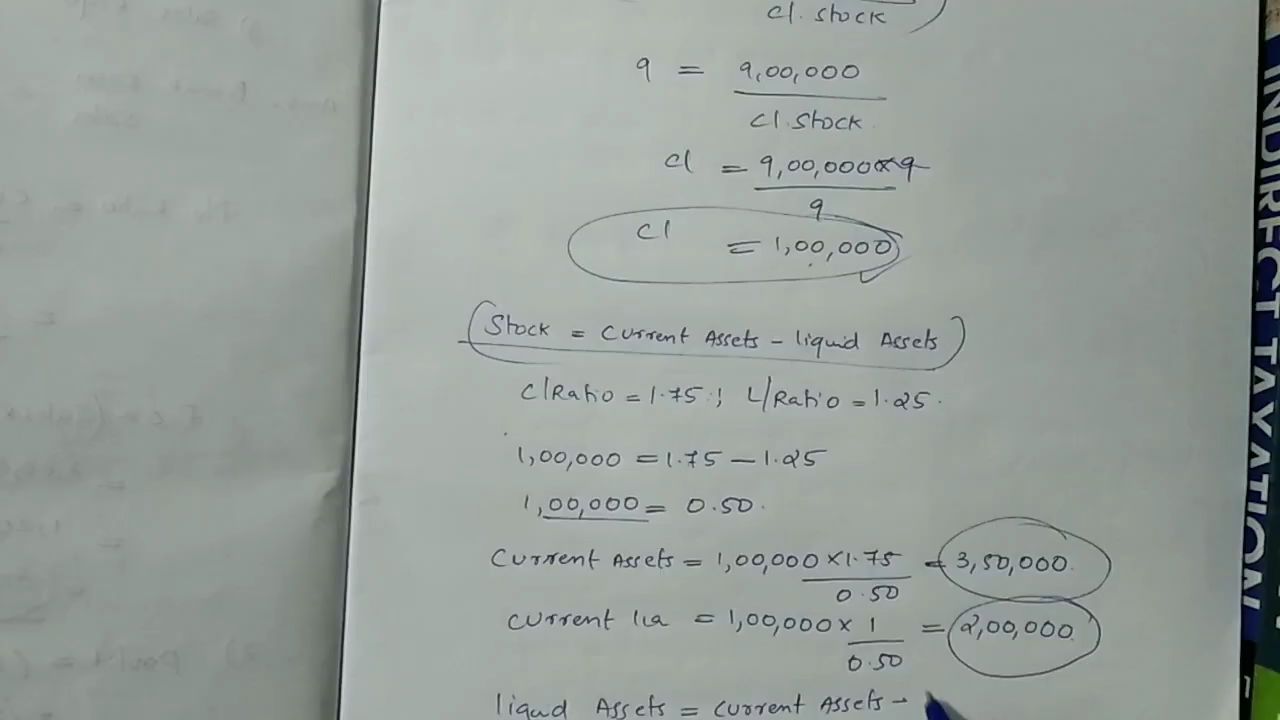 cl. stock
9 = 9,00,000
cl. stock
cl = 9,00,000 × 9
9
cl = 1,00,000
Stock = Current Assets - liquid Assets
C/Ratio = 1.75 ; L/Ratio = 1.25.
1,00,000 = 1.75 - 1.25
1,00,000 = 0.50.
Current Assets = 1,00,000 × 1.75 = 3,50,000.
0.50
Current lia = 1,00,000 × 1 = 2,00,000.
0.50
liquid Assets = Current Assets -
INDIRECT TAXATION